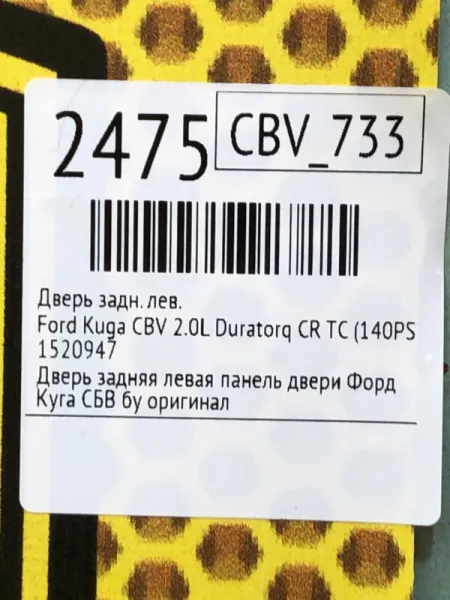 2475
CBV_733
Дверь задн. лев.
Ford Kuga CBV 2.0L Duratorq CR TC (140PS
1520947
Дверь задняя левая панель двери Форд
Куга СБВ бу оригинал